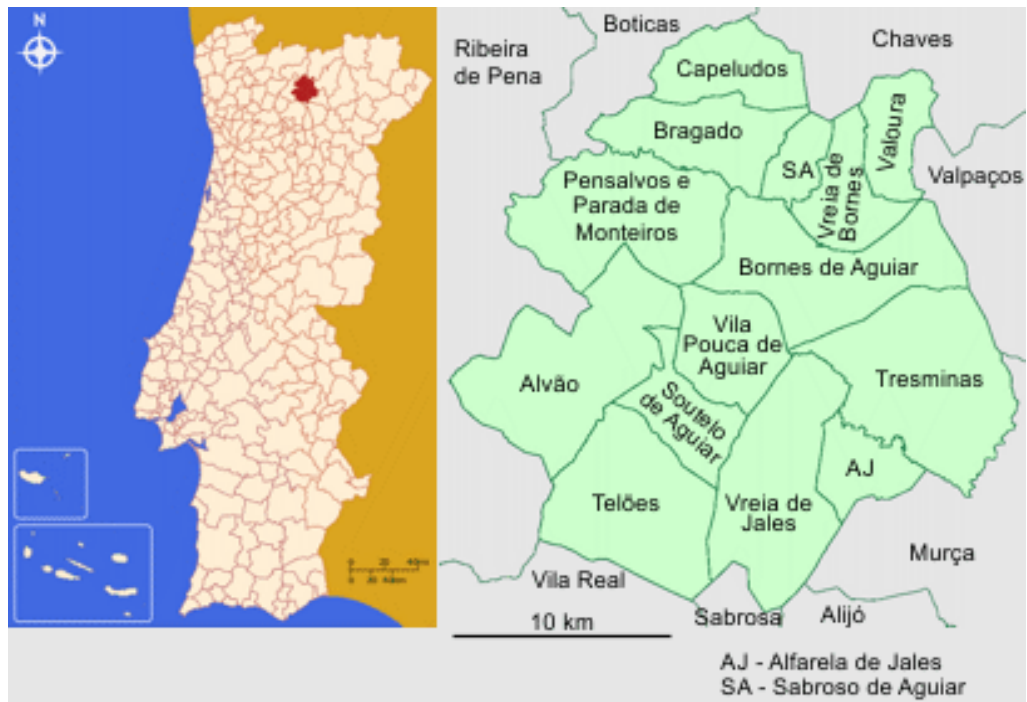 N
Boticas
Chaves
Ribeira
de Pena
Capeludos
Bragado
SA
Vreia de
Bornes
Valoura
Valpaços
Pensalvos e
Parada de
Monteiros
Bornes de Aguiar
Vila
Pouca de
Aguiar
Alvão
Tresminas
Soutelo
de Aguiar
AJ
Telões
Vreia de
Jales
Murça
Vila Real
Sabrosa
Alijó
10 km
AJ - Alfarela de Jales
SA - Sabroso de Aguiar